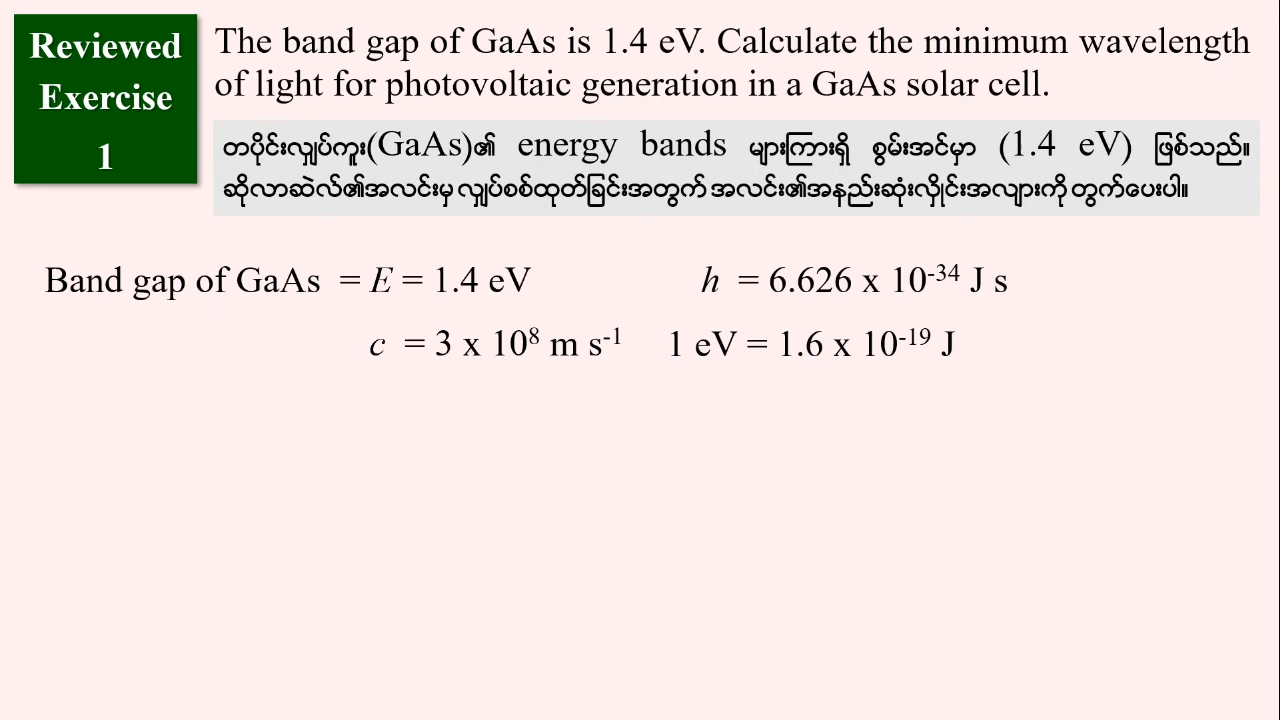 Reviewed
Exercise
1
The band gap of GaAs is 1.4 eV. Calculate the minimum wavelength
of light for photovoltaic generation in a GaAs solar cell.
တပိုင်းလျှပ်ကူး(GaAs)၏ energy bands များကြားရှိ စွမ်းအင်မှာ (1.4 eV) ဖြစ်သည်။
ဆိုလာဆဲလ်၏အလင်းမှ လျှပ်စစ်ထုတ်ခြင်းအတွက် အလင်း၏အနည်းဆုံးလှိုင်းအလျားကို တွက်ပေးပါ။
Band gap of GaAs = E = 1.4 eV h = 6.626 x 10⁻³⁴ J s
c = 3 x 10⁸ m s⁻¹ 1 eV = 1.6 x 10⁻¹⁹ J